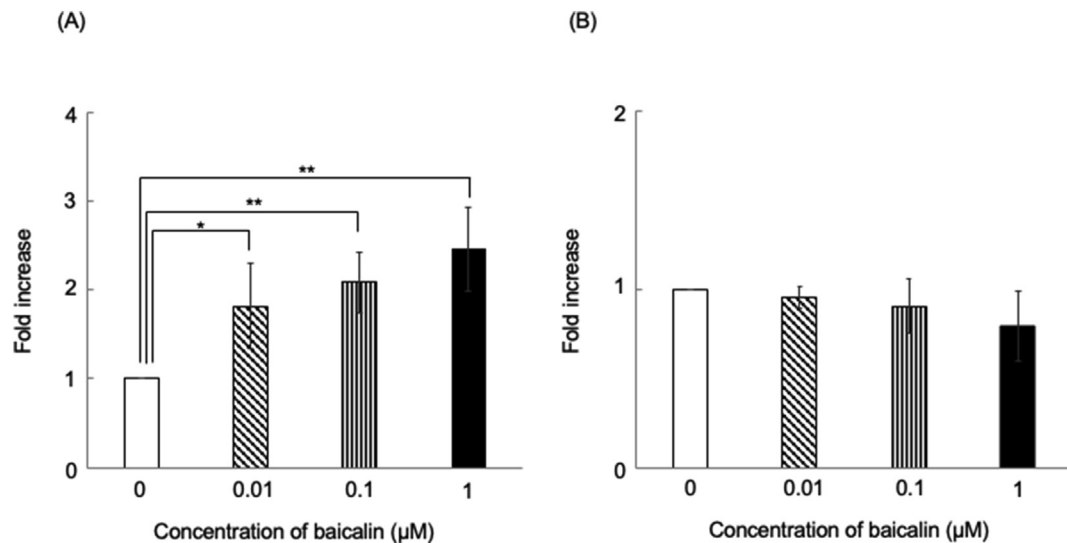 (A)
Fold increase
4
3
2
1
0
**
**
*
0 0.01 0.1 1
Concentration of baicalin (µM)
(B)
Fold increase
2
1
0
0 0.01 0.1 1
Concentration of baicalin (µM)